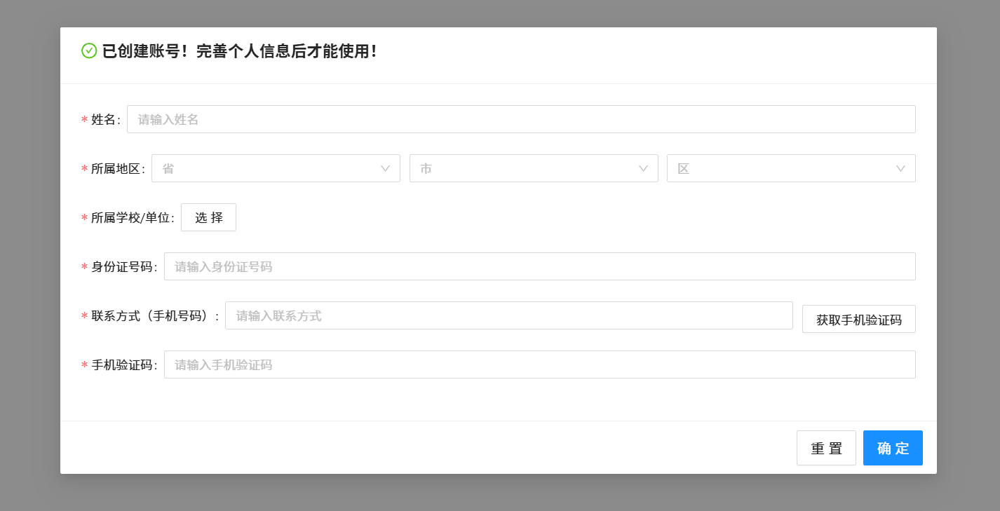 已创建账号！完善个人信息后才能使用！
* 姓名： 请输入姓名
* 所属地区： 省 市 区
* 所属学校/单位： 选 择
* 身份证号码： 请输入身份证号码
* 联系方式（手机号码）： 请输入联系方式 获取手机验证码
* 手机验证码： 请输入手机验证码
重 置 确 定